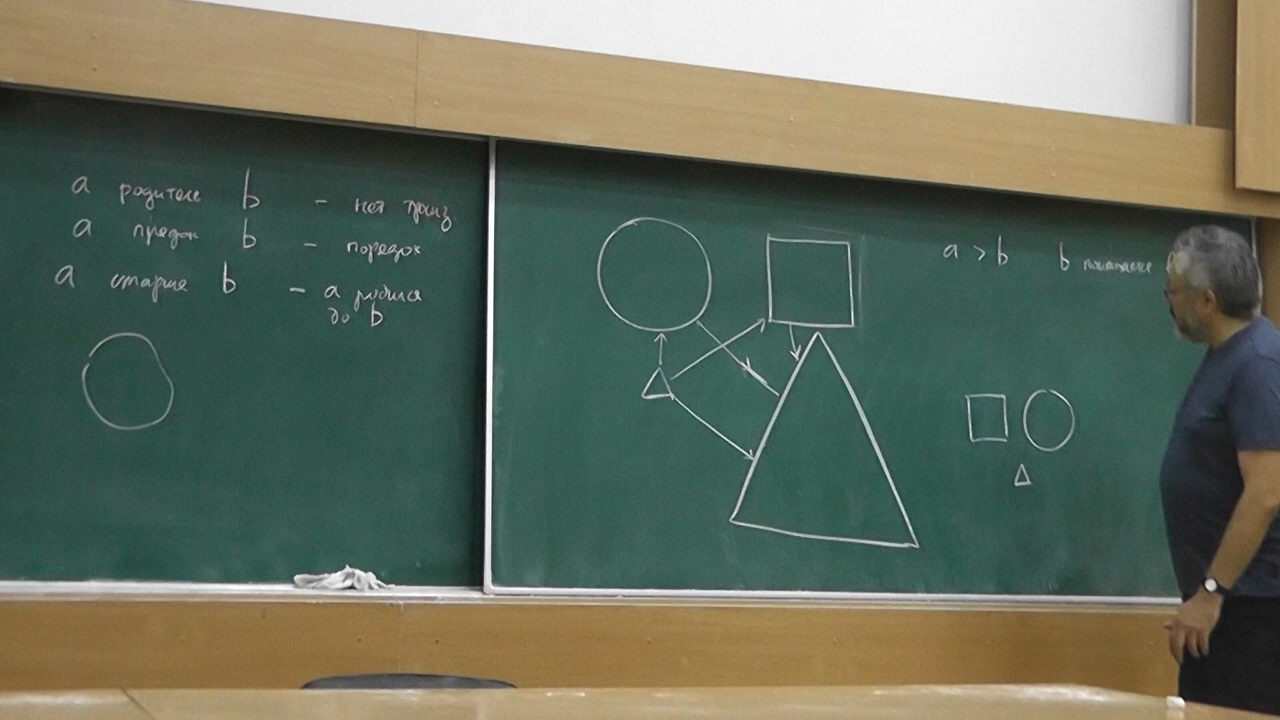 a родитель b - нет транз.
a предок b - порядок
a старше b - a родился
до b
a > b b